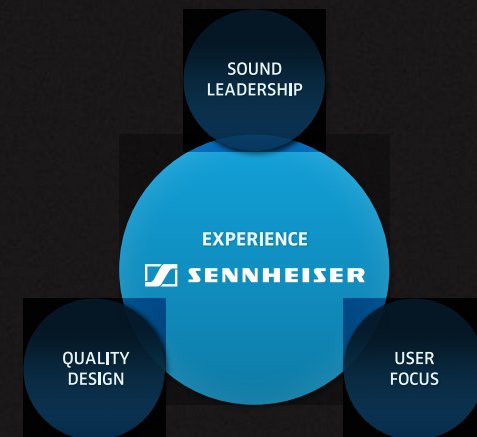 SOUND
LEADERSHIP
EXPERIENCE
SENNHEISER
QUALITY
DESIGN
USER
FOCUS